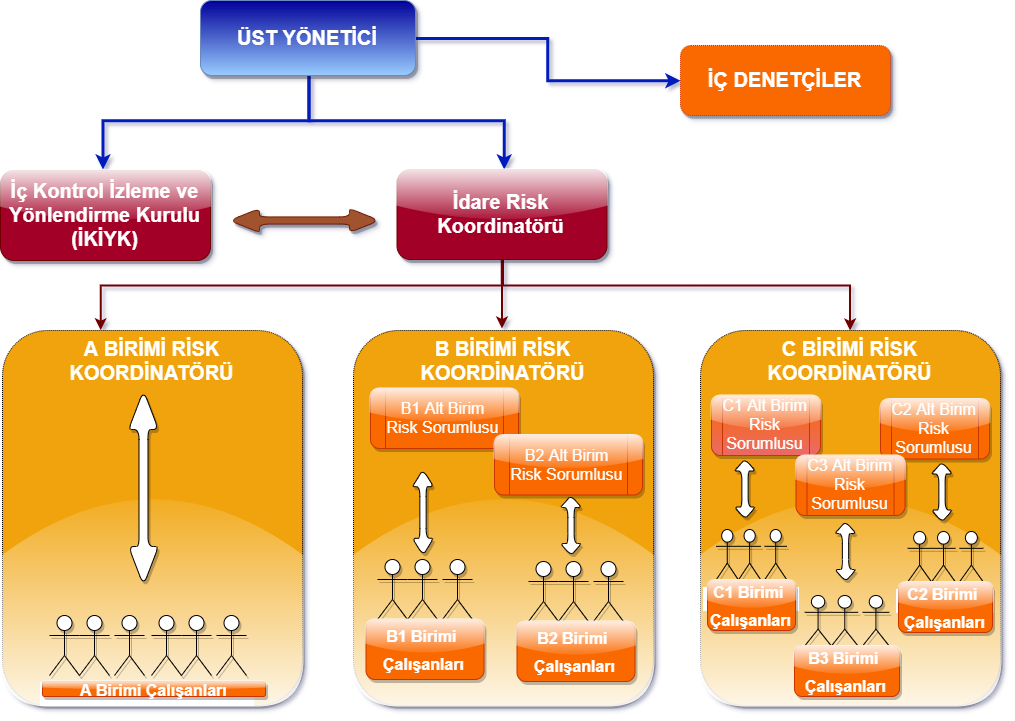 ÜST YÖNETİCİ
İÇ DENETÇİLER
İç Kontrol İzleme ve
Yönlendirme Kurulu
(İKİYK)
İdare Risk
Koordinatörü
A BİRİMİ RİSK
KOORDİNATÖRÜ
A Birimi Çalışanları
B BİRİMİ RİSK
KOORDİNATÖRÜ
B1 Alt Birim
Risk Sorumlusu
B2 Alt Birim
Risk Sorumlusu
B1 Birimi
Çalışanları
B2 Birimi
Çalışanları
C BİRİMİ RİSK
KOORDİNATÖRÜ
C1 Alt Birim
Risk
Sorumlusu
C2 Alt Birim
Risk
Sorumlusu
C3 Alt Birim
Risk
Sorumlusu
C1 Birimi
Çalışanları
C2 Birimi
Çalışanları
B3 Birimi
Çalışanları